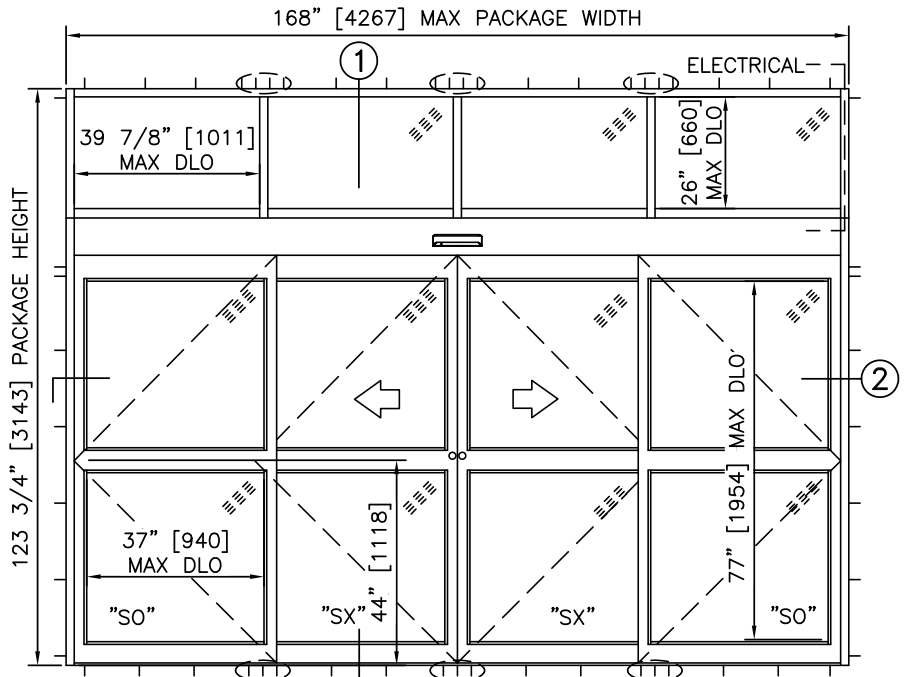 168” [4267] MAX PACKAGE WIDTH
1
ELECTRICAL
39 7/8” [1011]
MAX DLO
26” [660]
MAX DLO
123 3/4” [3143] PACKAGE HEIGHT
2
77” [1954] MAX DLO
37” [940]
MAX DLO
44” [1118]
”SO”
”SX”
”SX”
”SO”